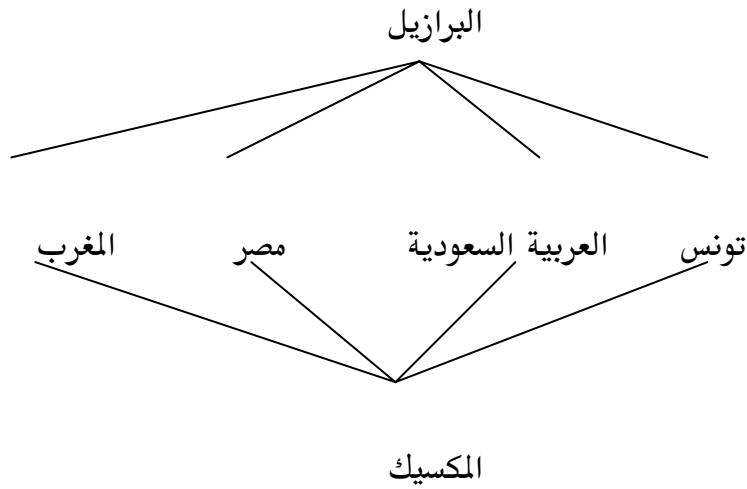 البرازيل
تونس العربية السعودية مصر المغرب
المكسيك